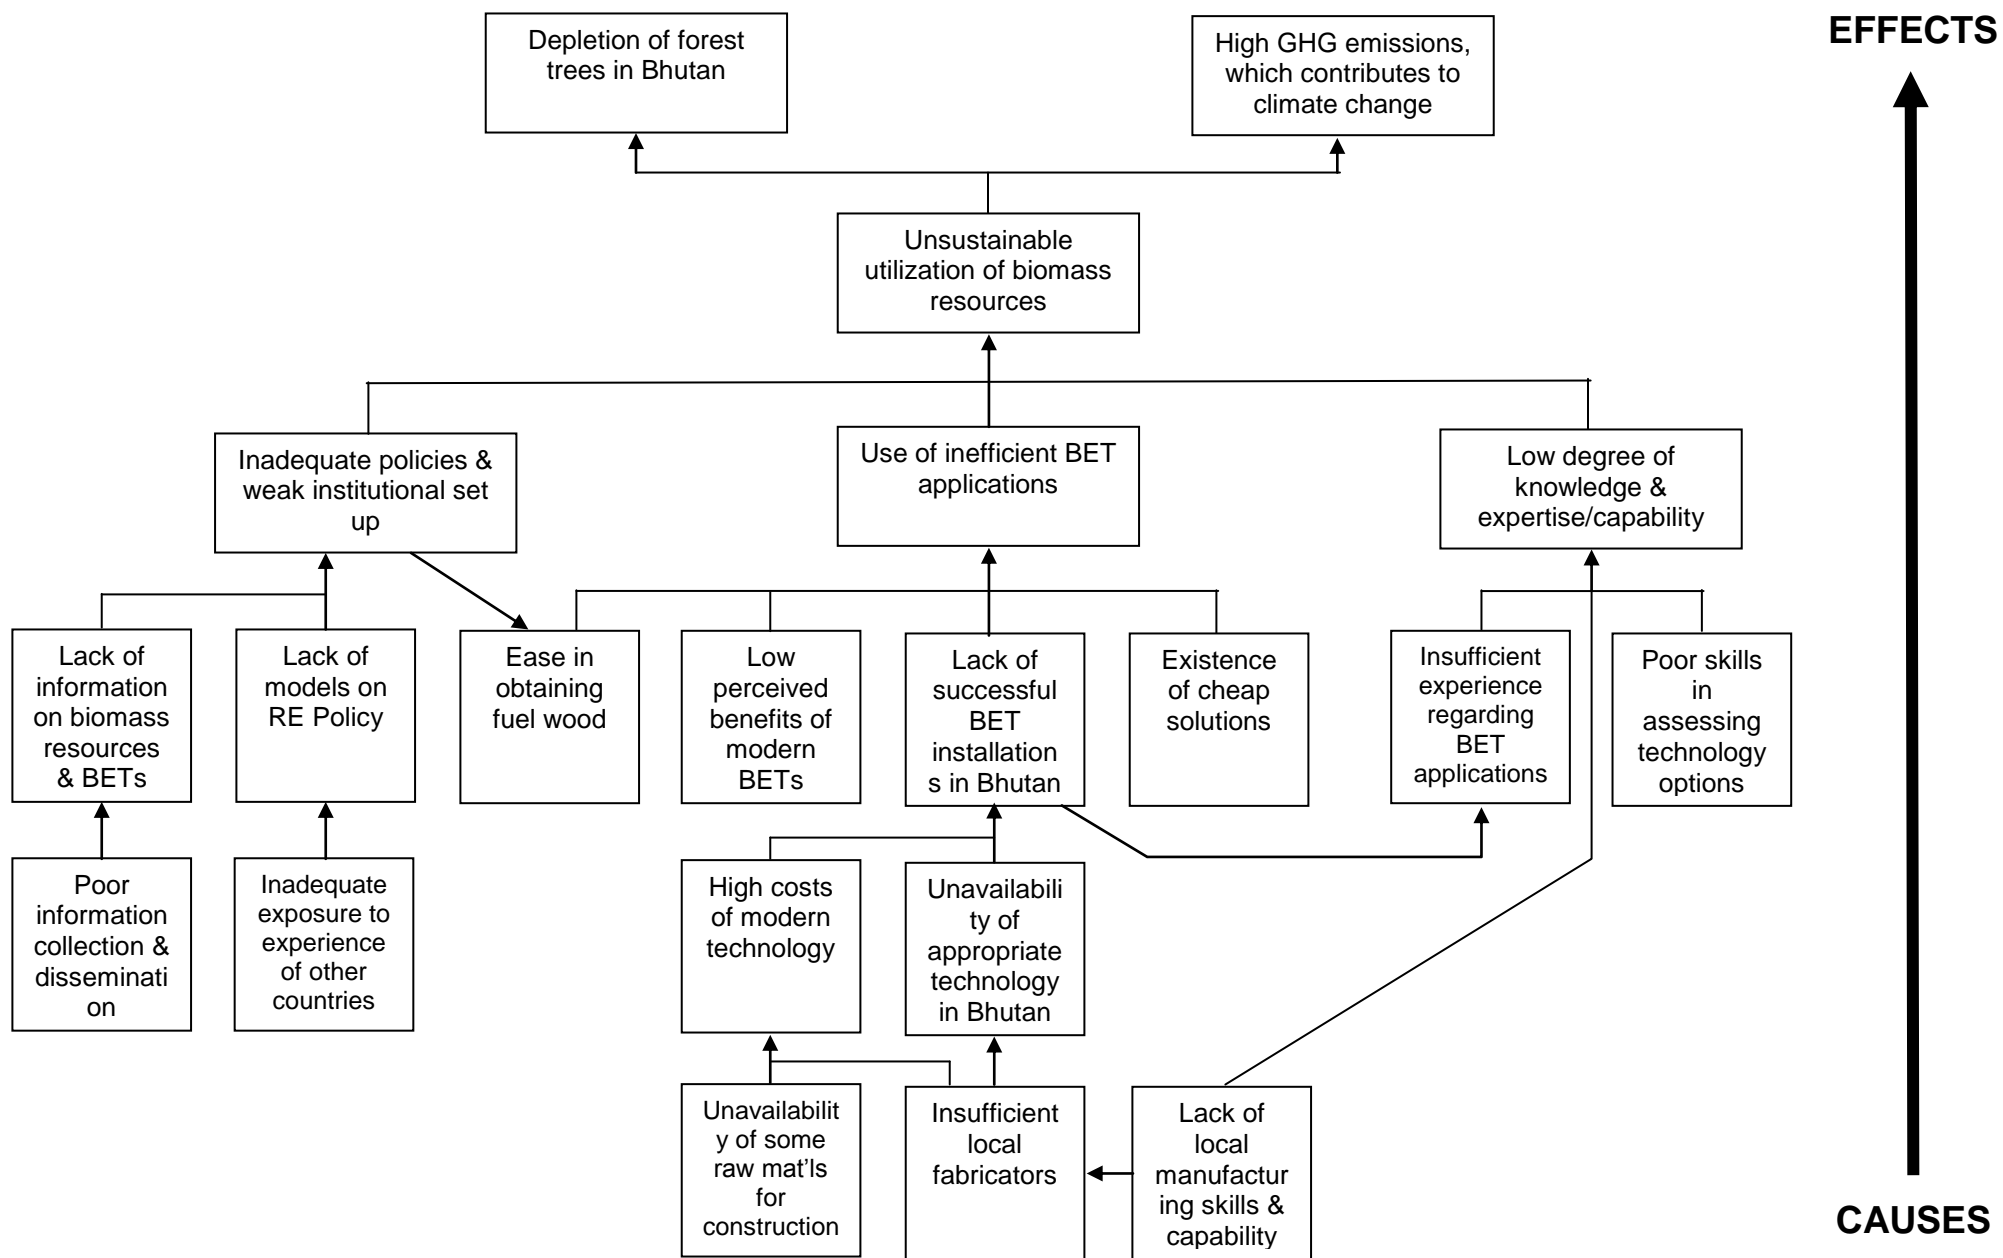 EFFECTS
Depletion of forest
trees in Bhutan
High GHG emissions,
which contributes to
climate change
Unsustainable
utilization of biomass
resources
Inadequate policies &
weak institutional set
up
Use of inefficient BET
applications
Low degree of
knowledge &
expertise/capability
Lack of
information
on biomass
resources
& BETs
Lack of
models on
RE Policy
Ease in
obtaining
fuel wood
Low
perceived
benefits of
modern
BETs
Lack of
successful
BET
installation
s in Bhutan
Existence
of cheap
solutions
Insufficient
experience
regarding
BET
applications
Poor skills
in
assessing
technology
options
Poor
information
collection &
disseminati
on
Inadequate
exposure to
experience
of other
countries
High costs
of modern
technology
Unavailabili
ty of
appropriate
technology
in Bhutan
Unavailabilit
y of some
raw mat’ls
for
construction
Insufficient
local
fabricators
Lack of
local
manufactur
ing skills &
capability
CAUSES